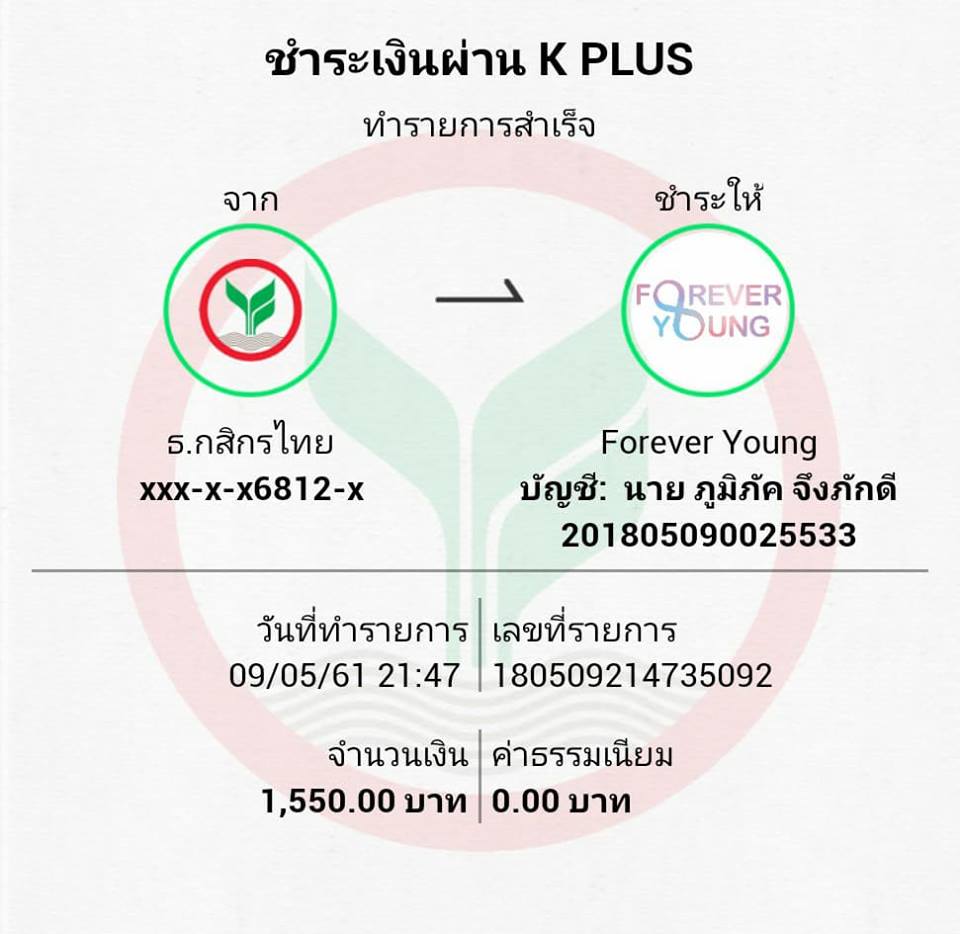 ชำระเงินผ่าน K PLUS
ทำรายการสำเร็จ
จาก
ชำระให้
FOREVER
YOUNG
ธ.กสิกรไทย
xxx-x-x6812-x
Forever Young
บัญชี: นาย ภูมิภัค จึงภักดี
201805090025533
วันที่ทำรายการ
09/05/61 21:47
เลขที่รายการ
180509214735092
จำนวนเงิน
1,550.00 บาท
ค่าธรรมเนียม
0.00 บาท